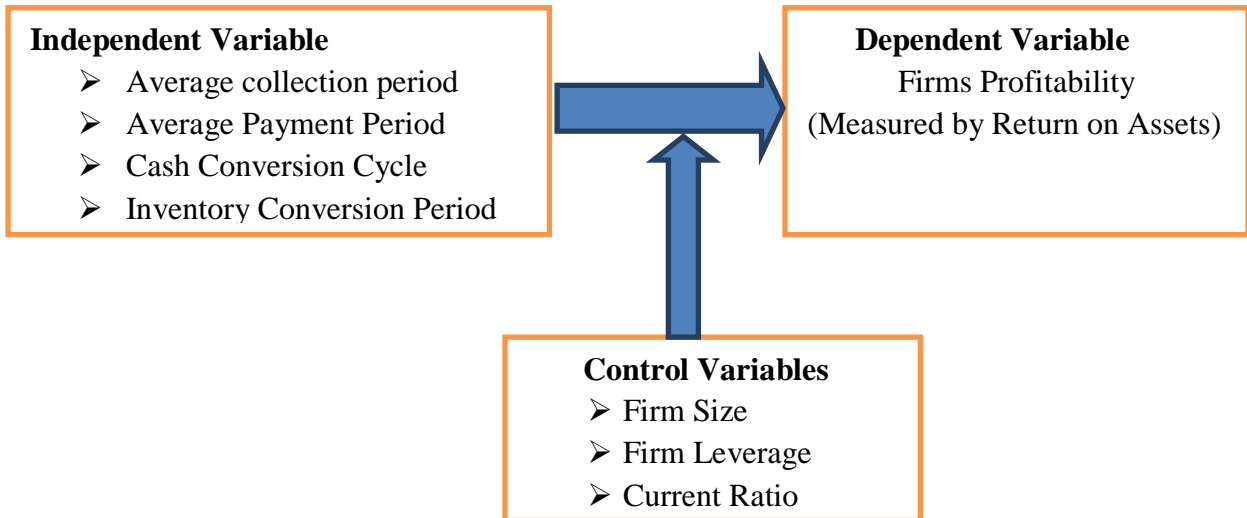 Independent Variable
➢ Average collection period
➢ Average Payment Period
➢ Cash Conversion Cycle
➢ Inventory Conversion Period
Dependent Variable
Firms Profitability
(Measured by Return on Assets)
Control Variables
➢ Firm Size
➢ Firm Leverage
➢ Current Ratio